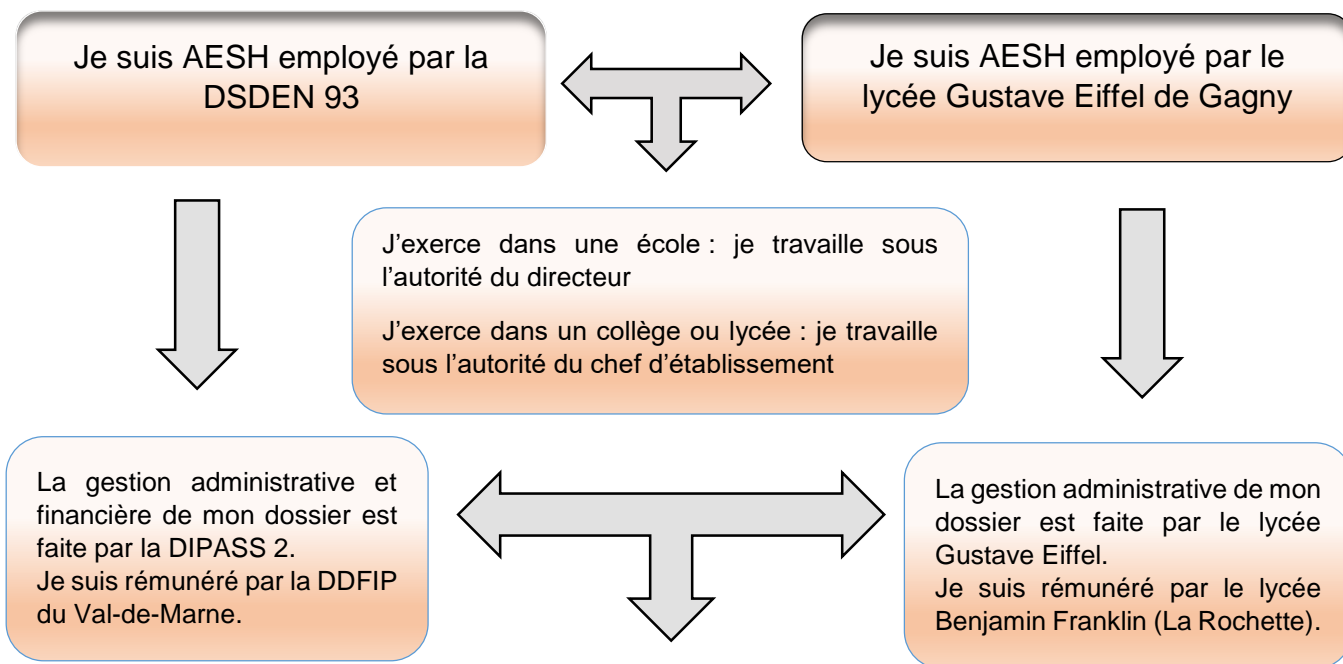 Je suis AESH employé par la
DSDEN 93
Je suis AESH employé par le
lycée Gustave Eiffel de Gagny
J’exerce dans une école : je travaille sous
l’autorité du directeur
J’exerce dans un collège ou lycée : je travaille
sous l’autorité du chef d’établissement
La gestion administrative et
financière de mon dossier est
faite par la DIPASS 2.
Je suis rémunéré par la DDFIP
du Val-de-Marne.
La gestion administrative de mon
dossier est faite par le lycée
Gustave Eiffel.
Je suis rémunéré par le lycée
Benjamin Franklin (La Rochette).